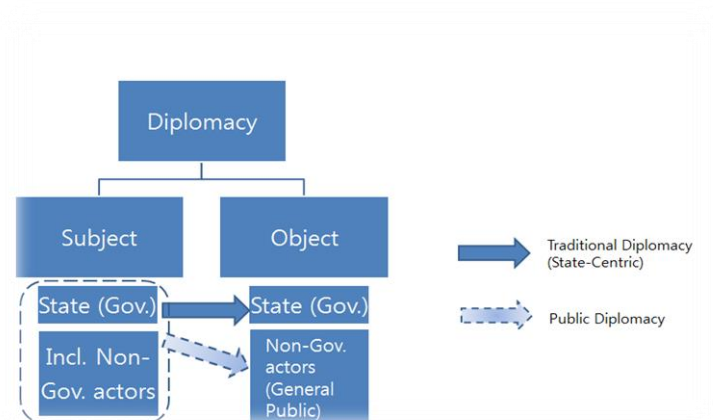 Diplomacy
Subject
Object
State (Gov.)
State (Gov.)
Incl. Non-
Gov. actors
Non-Gov.
actors
(General
Public)
Traditional Diplomacy
(State-Centric)
Public Diplomacy